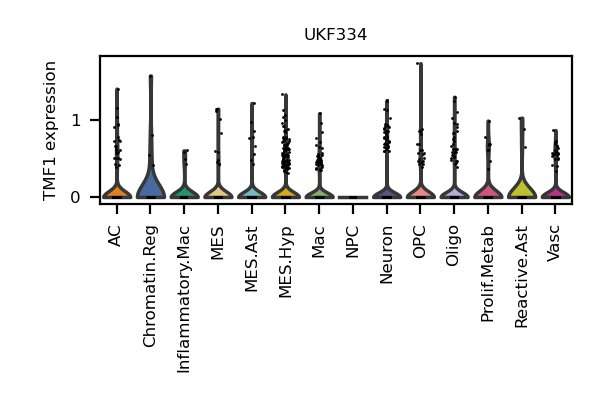 UKF334
TMF1 expression
1
0
AC
Chromatin.Reg
Inflammatory.Mac
MES
MES.Ast
MES.Hyp
Mac
NPC
Neuron
OPC
Oligo
Prolif.Metab
Reactive.Ast
Vasc